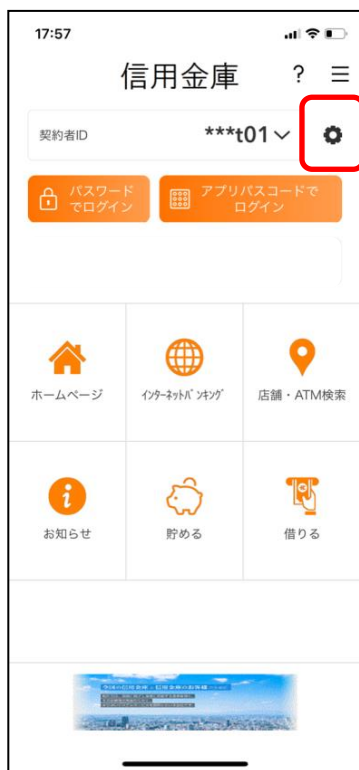 17:57
信用金庫 ? ☰
契約者ID ***t01
パスワード
でログイン
アプリパスコードで
ログイン
ホームページ
インターネットバンキング
店舗・ATM検索
お知らせ
貯める
借りる